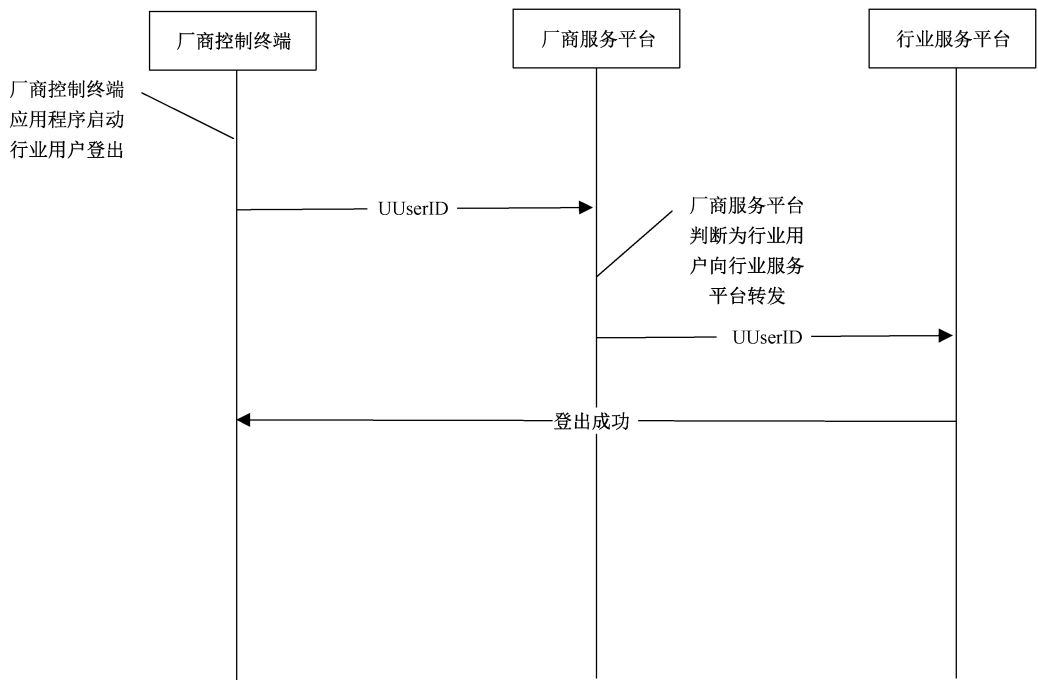 厂商控制终端
厂商服务平台
行业服务平台
厂商控制终端
应用程序启动
行业用户登出
UUserID
厂商服务平台
判断为行业用
户向行业服务
平台转发
UUserID
登出成功